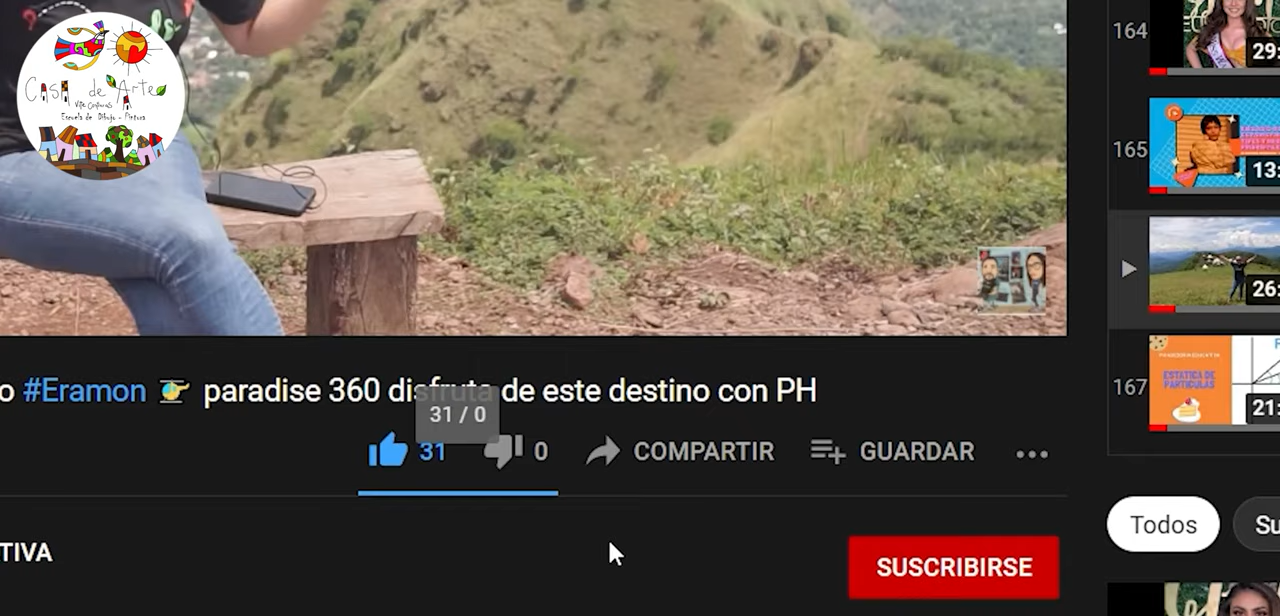 Casa de Arte
Escuela de Dibujo - Pintura
164
29:
165
13:
26:
ESTATICA DE
PARTICULAS
167
21:
o #Eramon paradise 360 disfruta de este destino con PH
31 / 0
31 0 COMPARTIR GUARDAR
Todos
Su
TIVA
SUSCRIBIRSE